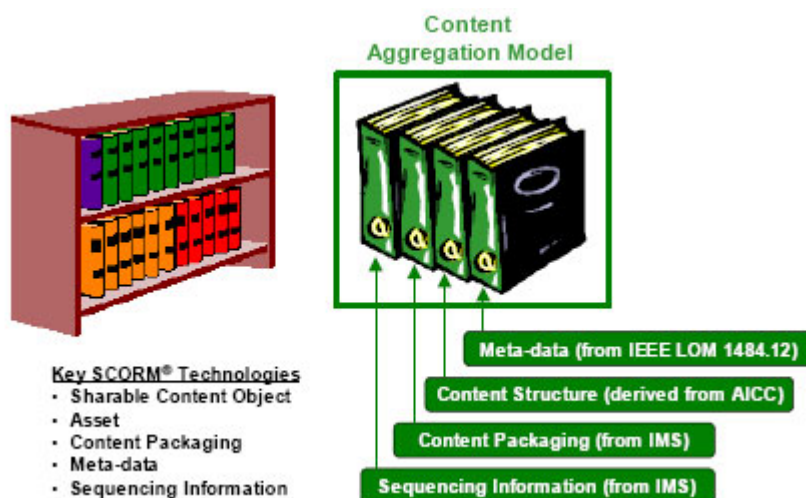 Content
Aggregation Model
Meta-data (from IEEE LOM 1484.12)
Content Structure (derived from AICC)
Content Packaging (from IMS)
Sequencing Information (from IMS)
Key SCORM® Technologies
• Sharable Content Object
• Asset
• Content Packaging
• Meta-data
• Sequencing Information